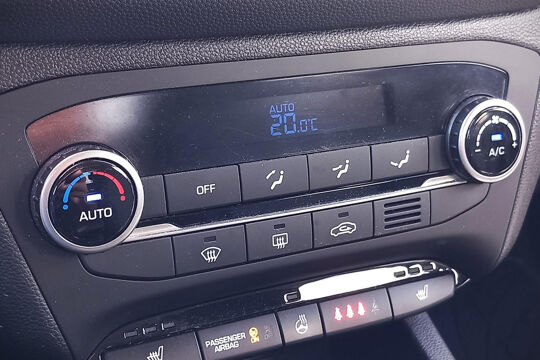 AUTO
20.0°C
AUTO
OFF
A/C
PASSENGER
AIRBAG